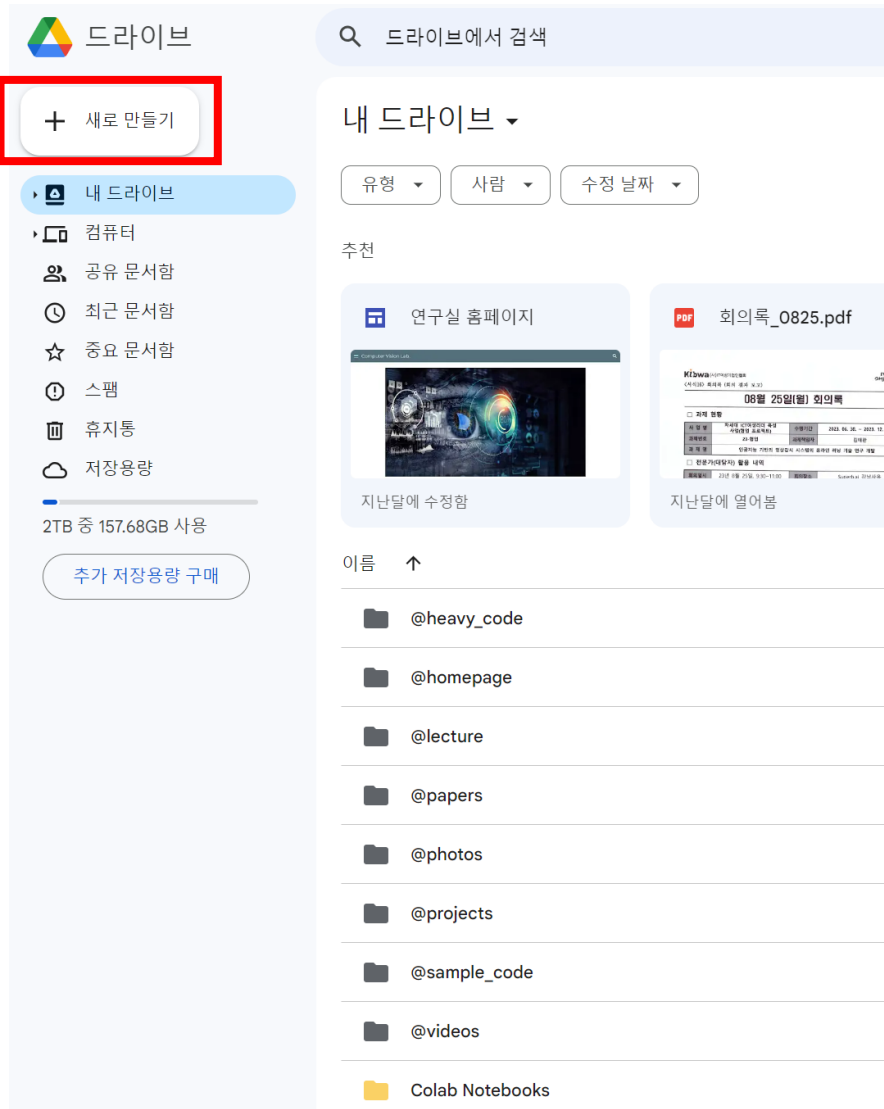 드라이브
드라이브에서 검색
새로 만들기
내 드라이브
컴퓨터
공유 문서함
최근 문서함
중요 문서함
스팸
휴지통
저장용량
2TB 중 157.68GB 사용
추가 저장용량 구매
내 드라이브
유형
사람
수정 날짜
추천
연구실 홈페이지
Computer Vision Lab
지난달에 수정함
PDF
회의록_0825.pdf
08월 25일(월) 회의록
지난달에 열어봄
이름
@heavy_code
@homepage
@lecture
@papers
@photos
@projects
@sample_code
@videos
Colab Notebooks